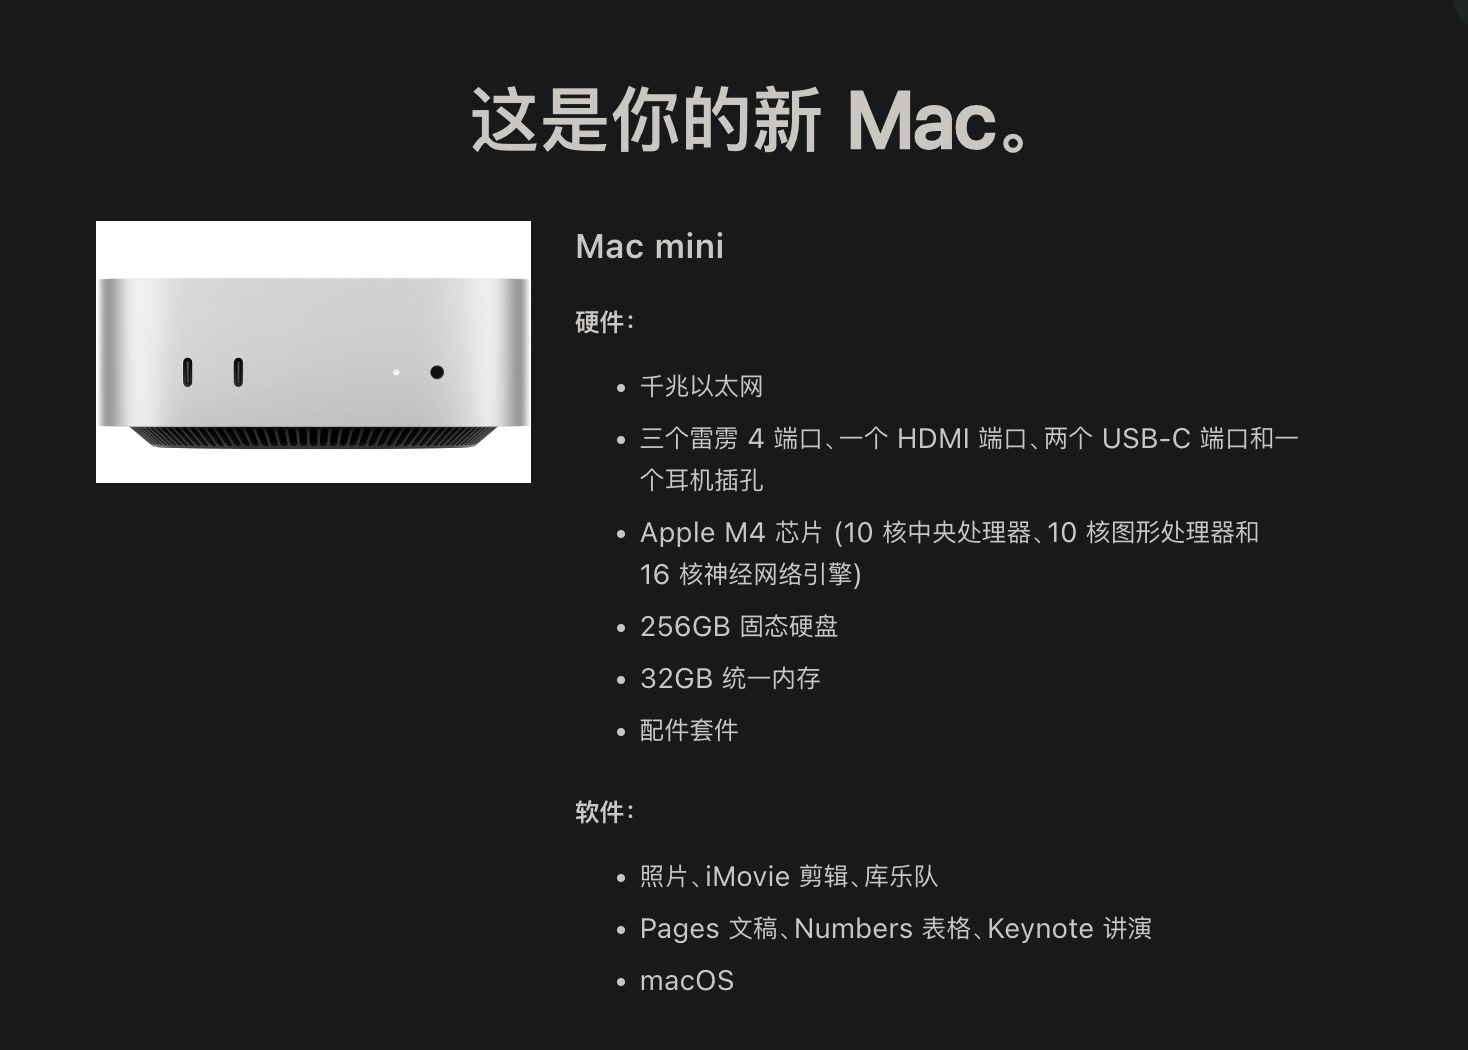 这是你的新 Mac。
Mac mini
硬件：
• 千兆以太网
• 三个雷雳 4 端口、一个 HDMI 端口、两个 USB-C 端口和一
个耳机插孔
• Apple M4 芯片 (10 核中央处理器、10 核图形处理器和
16 核神经网络引擎)
• 256GB 固态硬盘
• 32GB 统一内存
• 配件套件
软件：
• 照片、iMovie 剪辑、库乐队
• Pages 文稿、Numbers 表格、Keynote 讲演
• macOS